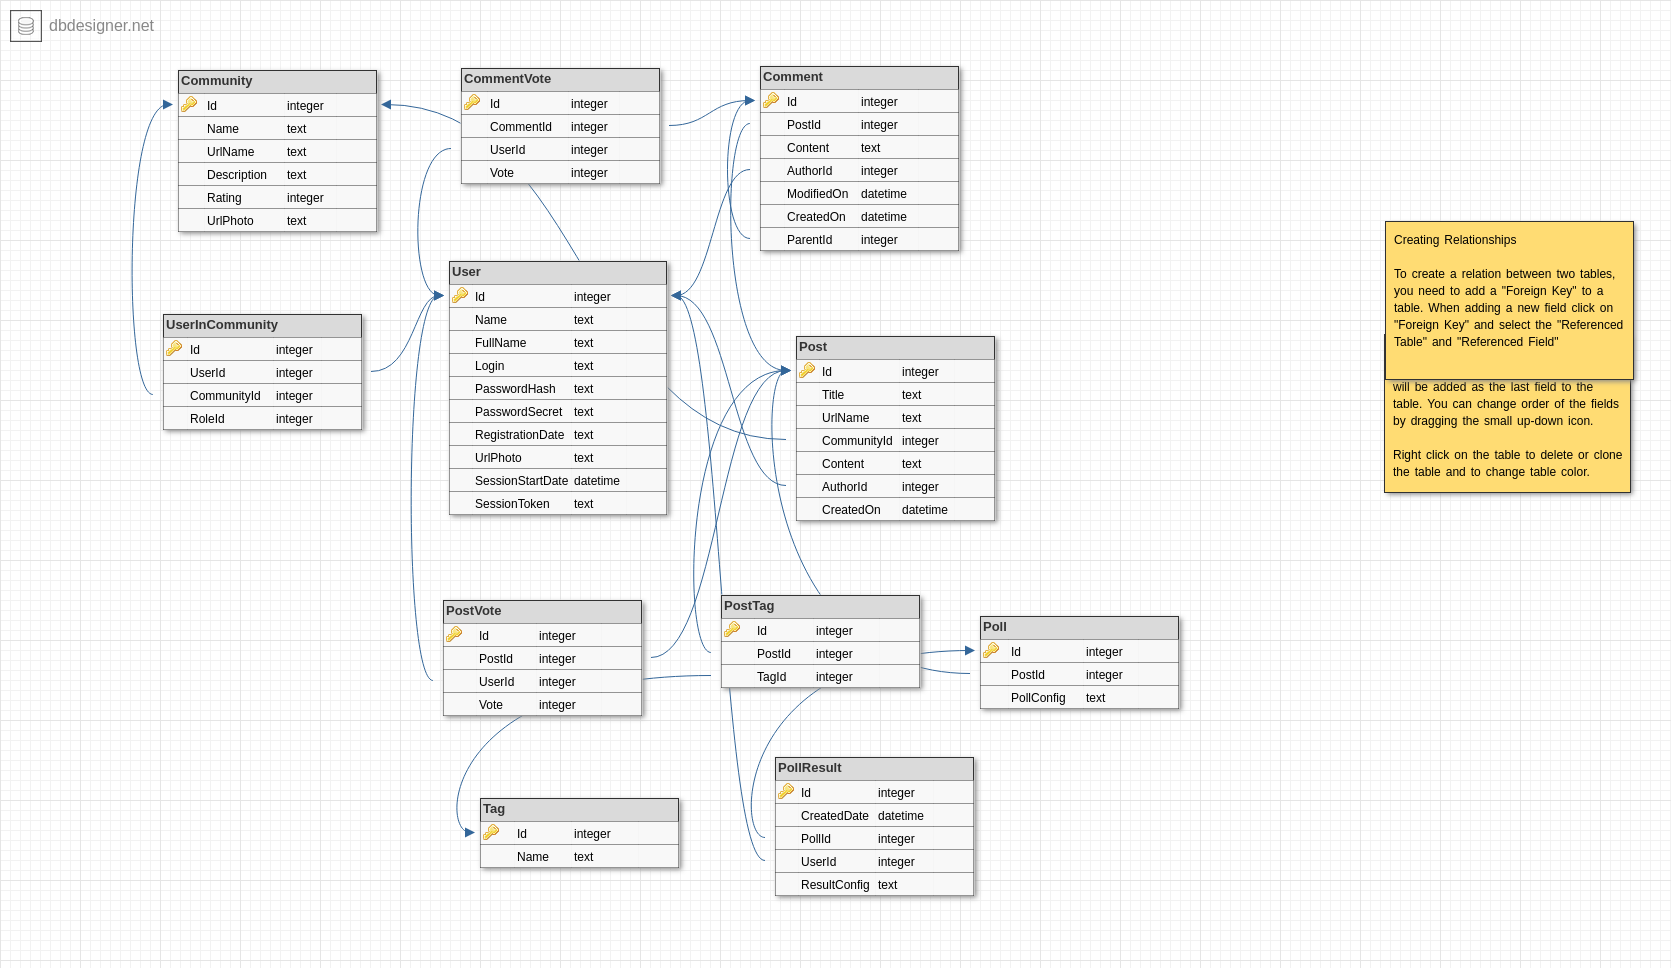 dbdesigner.net
Community
Id integer
Name text
UrlName text
Description text
Rating integer
UrlPhoto text
CommentVote
Id integer
CommentId integer
UserId integer
Vote integer
Comment
Id integer
PostId integer
Content text
AuthorId integer
ModifiedOn datetime
CreatedOn datetime
ParentId integer
User
Id integer
Name text
FullName text
Login text
PasswordHash text
PasswordSecret text
RegistrationDate text
UrlPhoto text
SessionStartDate datetime
SessionToken text
UserInCommunity
Id integer
UserId integer
CommunityId integer
RoleId integer
Post
Id integer
Title text
UrlName text
CommunityId integer
Content text
AuthorId integer
CreatedOn datetime
Creating Relationships
To create a relation between two tables,
you need to add a "Foreign Key" to a
table. When adding a new field click on
"Foreign Key" and select the "Referenced
Table" and "Referenced Field"
will be added as the last field to the
table. You can change order of the fields
by dragging the small up-down icon.
Right click on the table to delete or clone
the table and to change table color.
PostVote
Id integer
PostId integer
UserId integer
Vote integer
PostTag
Id integer
PostId integer
TagId integer
Poll
Id integer
PostId integer
PollConfig text
Tag
Id integer
Name text
PollResult
Id integer
CreatedDate datetime
PollId integer
UserId integer
ResultConfig text